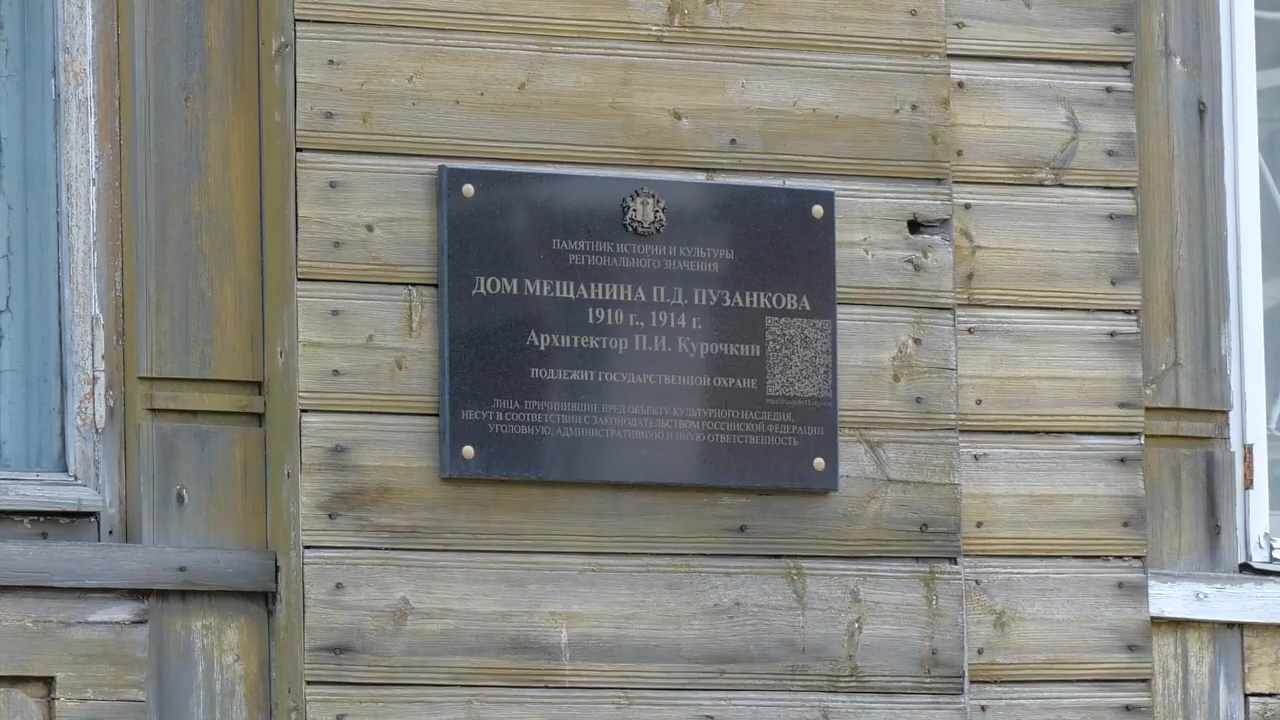 ПАМЯТНИК ИСТОРИИ И КУЛЬТУРЫ
РЕГИОНАЛЬНОГО ЗНАЧЕНИЯ
ДОМ МЕЩАНИНА П.Д. ПУЗАНКОВА
1910 г., 1914 г.
Архитектор П.И. Курочкин
ПОДЛЕЖИТ ГОСУДАРСТВЕННОЙ ОХРАНЕ
ЛИЦА, ПРИЧИНИВШИЕ ВРЕД ОБЪЕКТУ КУЛЬТУРНОГО НАСЛЕДИЯ,
НЕСУТ В СООТВЕТСТВИИ С ЗАКОНОДАТЕЛЬСТВОМ РОССИЙСКОЙ ФЕДЕРАЦИИ
УГОЛОВНУЮ, АДМИНИСТРАТИВНУЮ И ИНУЮ ОТВЕТСТВЕННОСТЬ